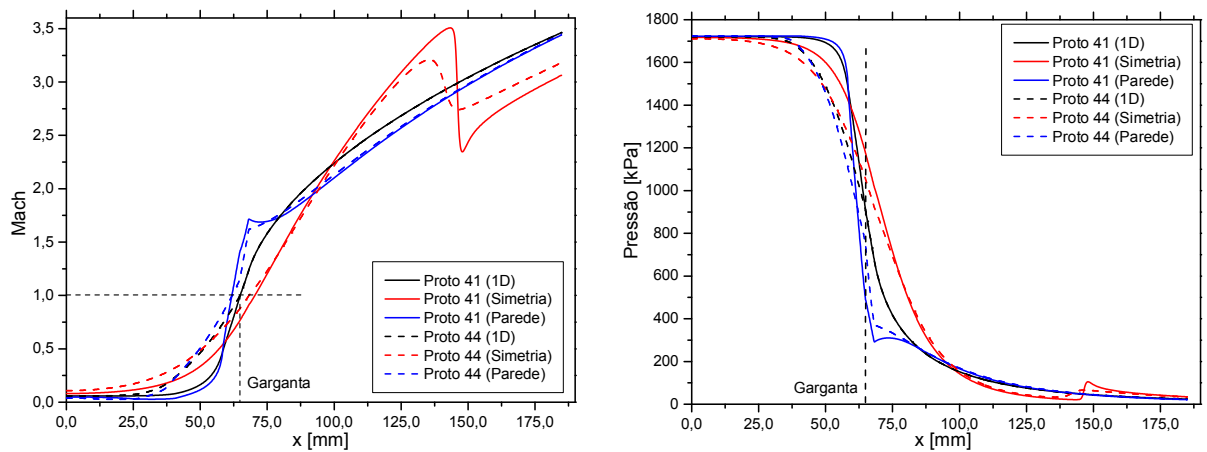 3,5
3,0
2,5
2,0
1,5
1,0
0,5
0,0
Mach
0,0 25,0 50,0 75,0 100,0 125,0 150,0 175,0
x [mm]
Garganta
Proto 41 (1D)
Proto 41 (Simetria)
Proto 41 (Parede)
Proto 44 (1D)
Proto 44 (Simetria)
Proto 44 (Parede)
1800
1600
1400
1200
1000
800
600
400
200
0
Pressão [kPa]
0,0 25,0 50,0 75,0 100,0 125,0 150,0 175,0
x [mm]
Garganta
Proto 41 (1D)
Proto 41 (Simetria)
Proto 41 (Parede)
Proto 44 (1D)
Proto 44 (Simetria)
Proto 44 (Parede)